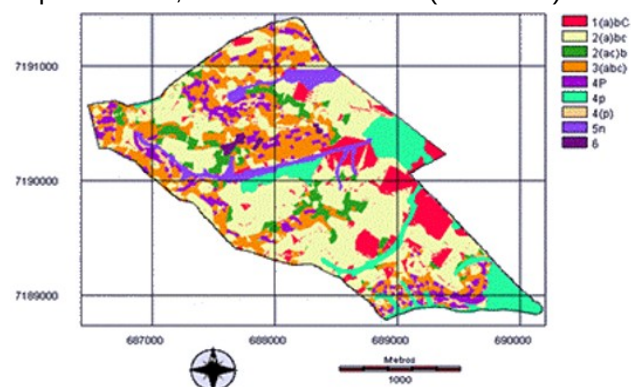 1(a)bC
2(a)bc
2(ac)b
3(abc)
4P
4p
4(p)
5n
6
7191000
7190000
7189000
687000 688000 689000 690000
Metros
1000